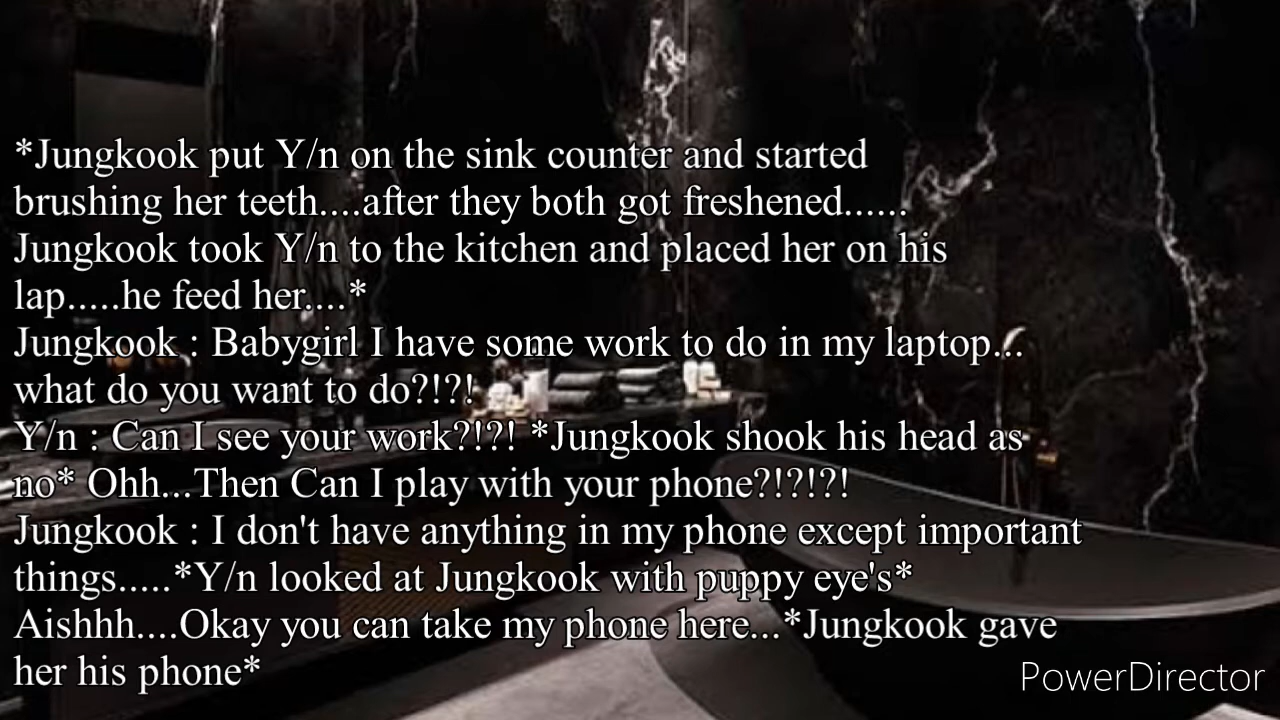 *Jungkook put Y/n on the sink counter and started
brushing her teeth....after they both got freshened......
Jungkook took Y/n to the kitchen and placed her on his
lap.....he feed her....*
Jungkook : Babygirl I have some work to do in my laptop...
what do you want to do?!?!
Y/n : Can I see your work?!?! *Jungkook shook his head as
no* Ohh...Then Can I play with your phone?!?!?!
Jungkook : I don't have anything in my phone except important
things.....*Y/n looked at Jungkook with puppy eye's*
Aishhh....Okay you can take my phone here...*Jungkook gave
her his phone*
PowerDirector